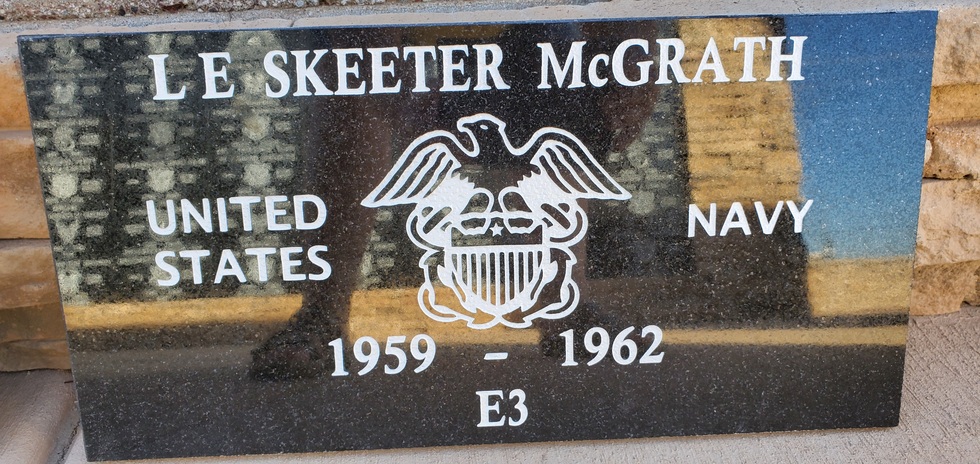 L E SKEETER McGRATH
UNITED STATES
NAVY
1959 – 1962
E3